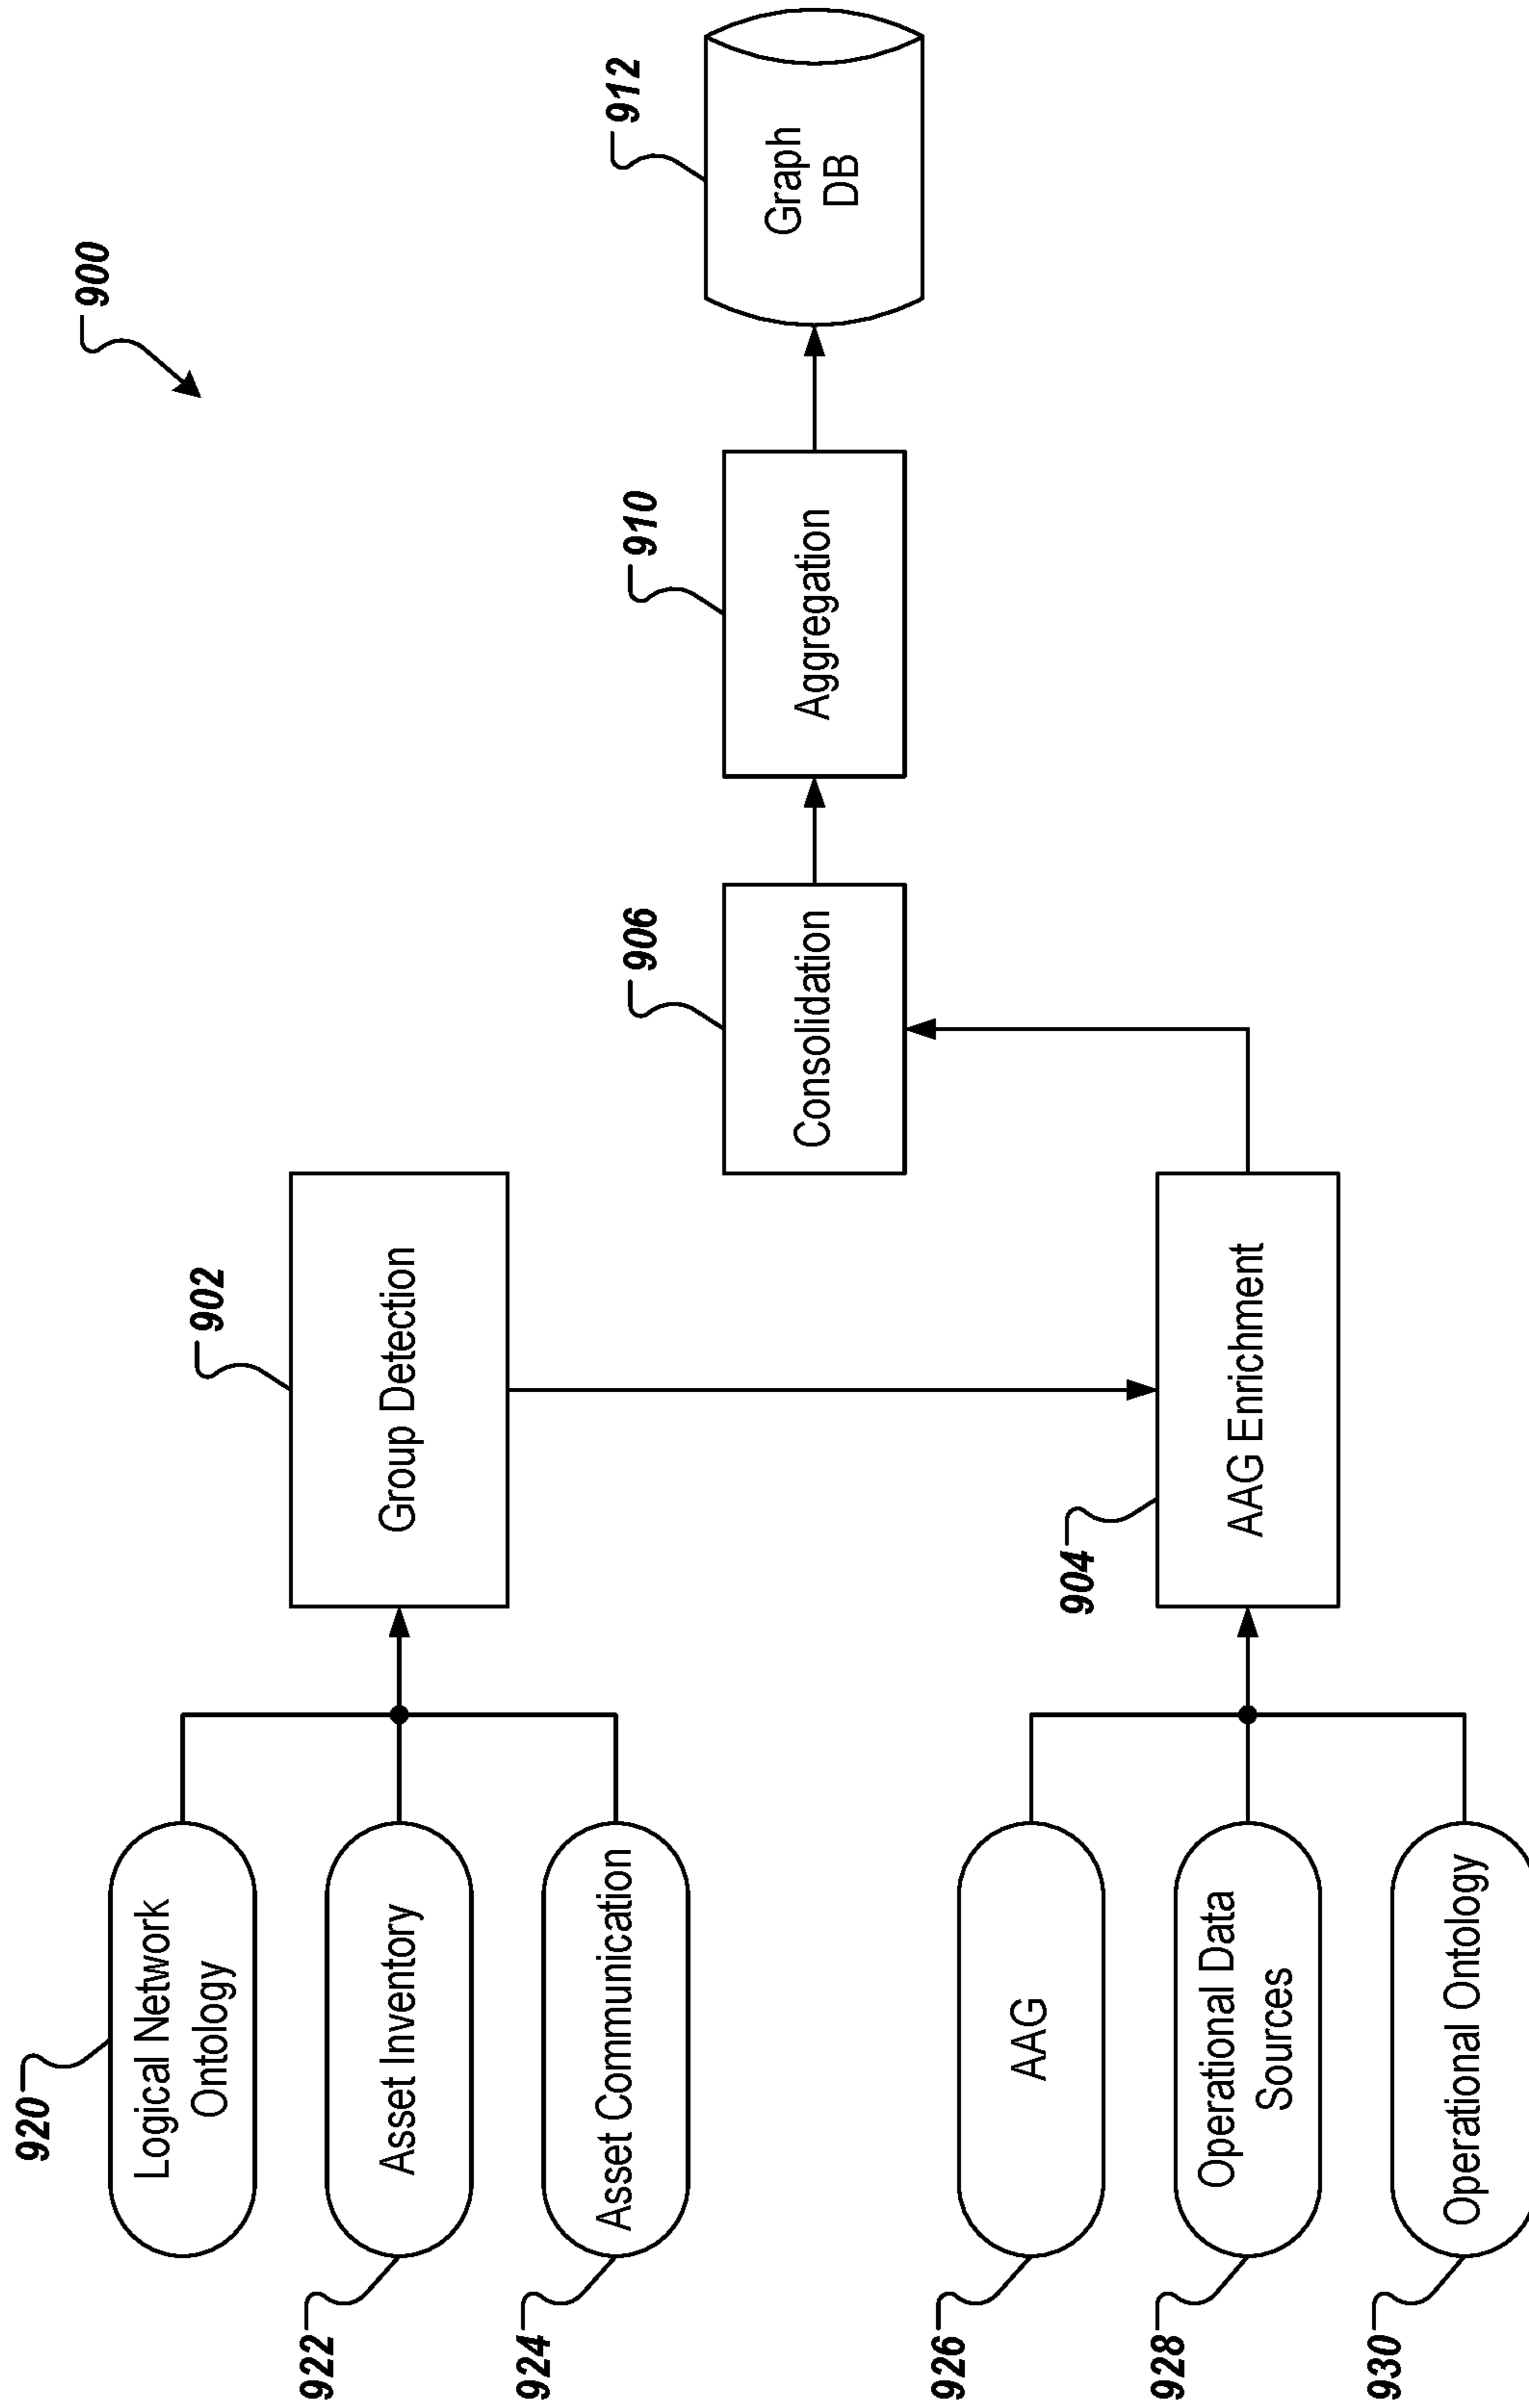 900
920
Logical Network
Ontology
922
Asset Inventory
924
Asset Communication
902
Group Detection
926
AAG
928
Operational Data
Sources
930
Operational Ontology
904
AAG Enrichment
906
Consolidation
910
Aggregation
912
Graph
DB